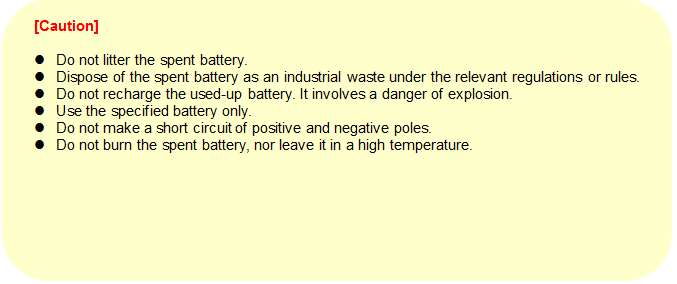 [Caution]
● Do not litter the spent battery.
● Dispose of the spent battery as an industrial waste under the relevant regulations or rules.
● Do not recharge the used-up battery. It involves a danger of explosion.
● Use the specified battery only.
● Do not make a short circuit of positive and negative poles.
● Do not burn the spent battery, nor leave it in a high temperature.